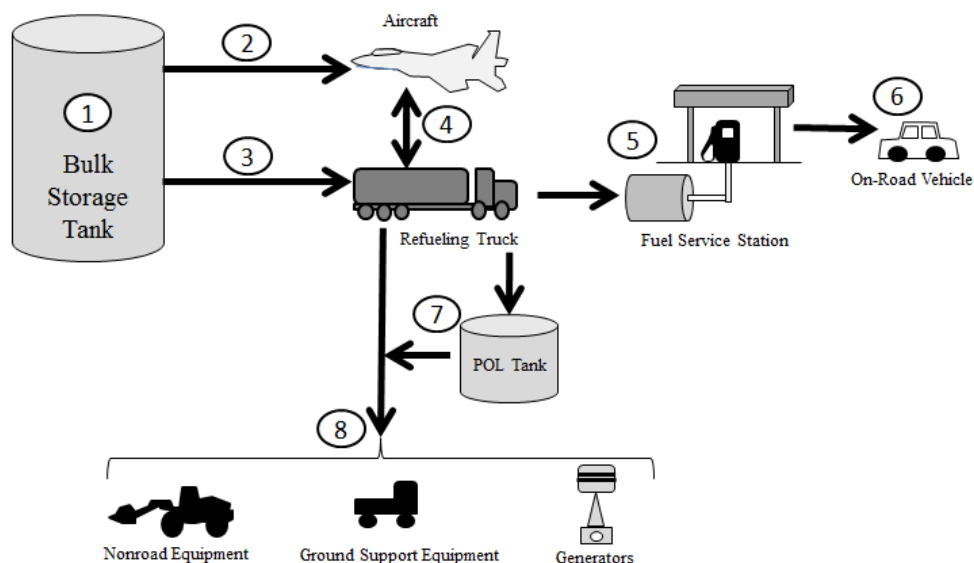 Aircraft
2
1
Bulk
Storage
Tank
3
4
5
6
On-Road Vehicle
Refueling Truck
Fuel Service Station
7
POL Tank
8
Nonroad Equipment
Ground Support Equipment
Generators